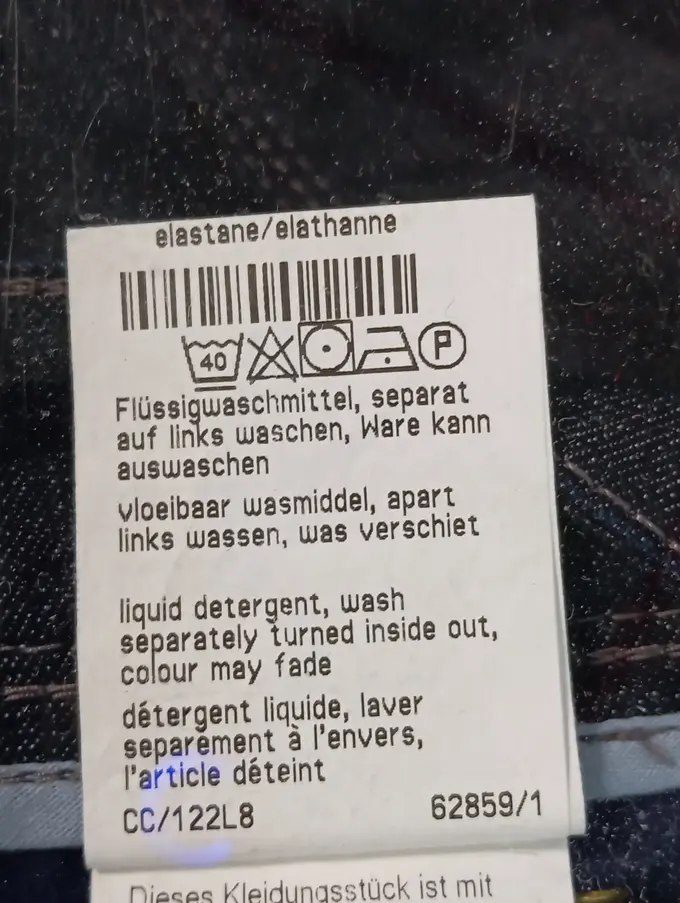 elastane/elathanne
40
P
Flüssigwaschmittel, separat
auf links waschen, Ware kann
auswaschen
vloeibaar wasmiddel, apart
links wassen, was verschiet
liquid detergent, wash
separately turned inside out,
colour may fade
détergent liquide, laver
separément à l'envers,
l'article déteint
CC/122L8 62859/1
Dieses Kleidungsstück ist mit